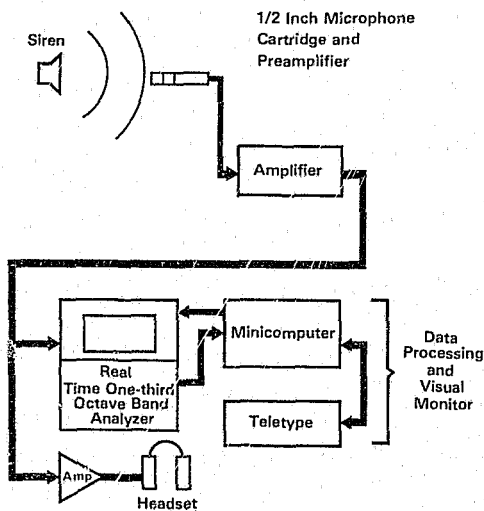 1/2 Inch Microphone
Cartridge and
Preamplifier
Siren
Amplifier
Minicomputer
Data
Processing
and
Visual
Monitor
Real
Time One-third
Octave Band
Analyzer
Teletype
Amp
Headset